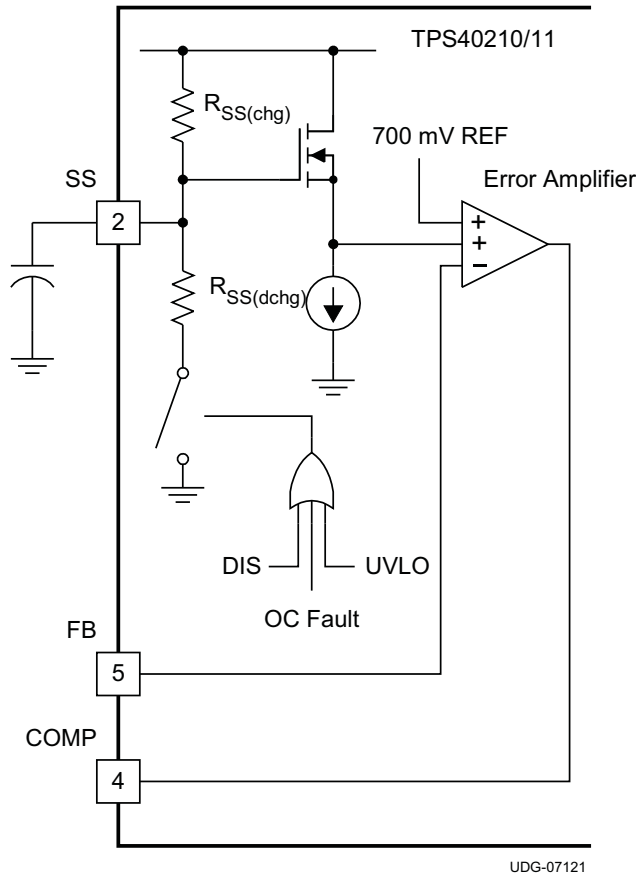 TPS40210/11
RSS(chg)
700 mV REF
Error Amplifier
SS
2
+
+
−
RSS(dchg)
DIS
UVLO
OC Fault
FB
5
COMP
4
UDG-07121